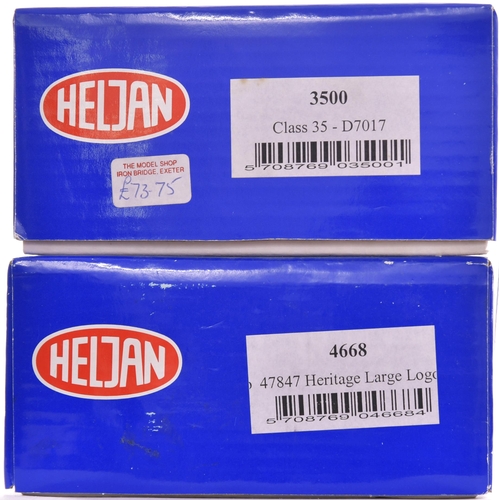 HELJAN
3500
Class 35 - D7017
5 708769 035001
THE MODEL SHOP
IRON BRIDGE, EXETER
£73-75
HELJAN
4668
47847 Heritage Large Logo
5 708769 046684